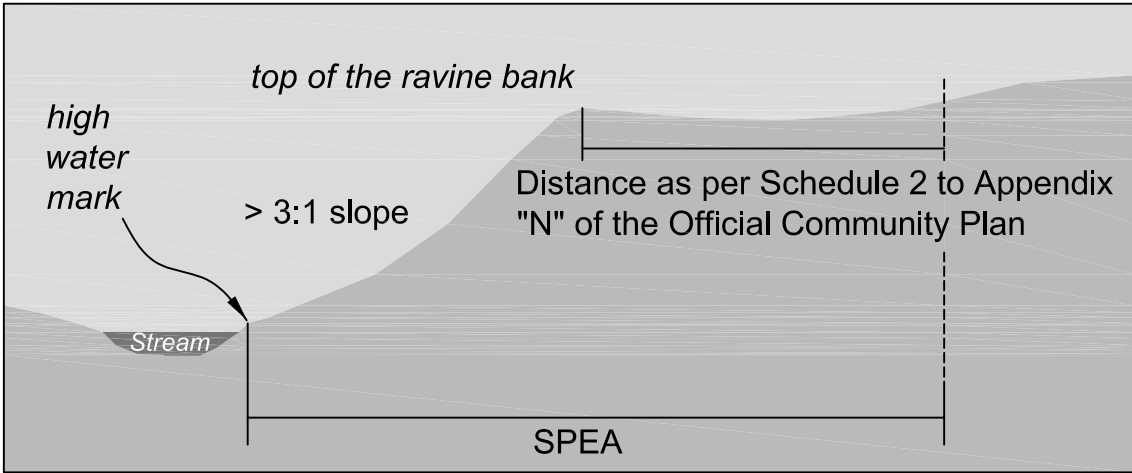 top of the ravine bank
high
water
mark
> 3:1 slope
Distance as per Schedule 2 to Appendix
"N" of the Official Community Plan
Stream
SPEA